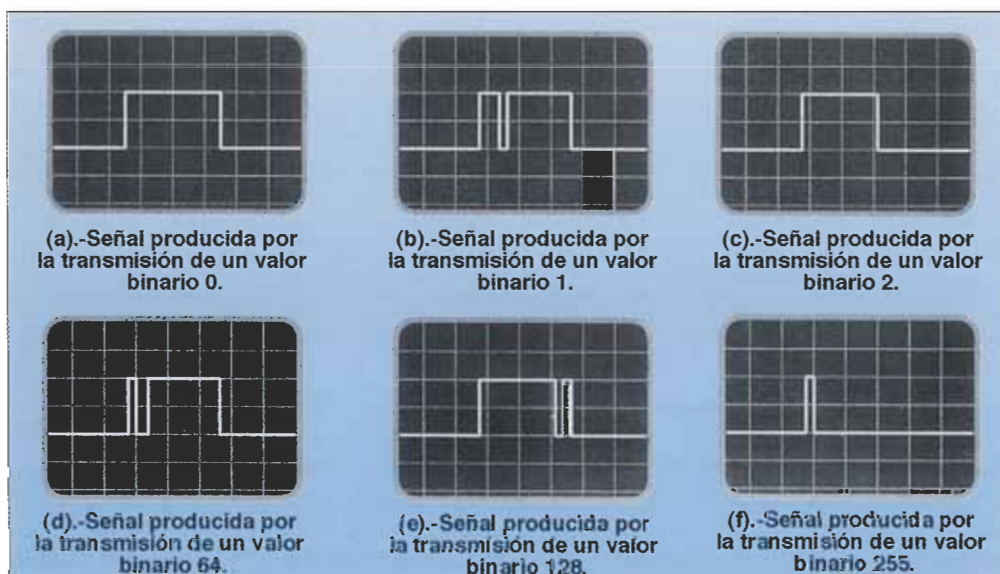 (a).-Señal producida por
la transmisión de un valor
binario 0.
(b).-Señal producida por
la transmisión de un valor
binario 1.
(c).-Señal producida por
la transmisión de un valor
binario 2.
(d).-Señal producida por
la transmisión de un valor
binario 64.
(e).-Señal producida por
la transmisión de un valor
binario 128.
(f).-Señal producida por
la transmisión de un valor
binario 255.